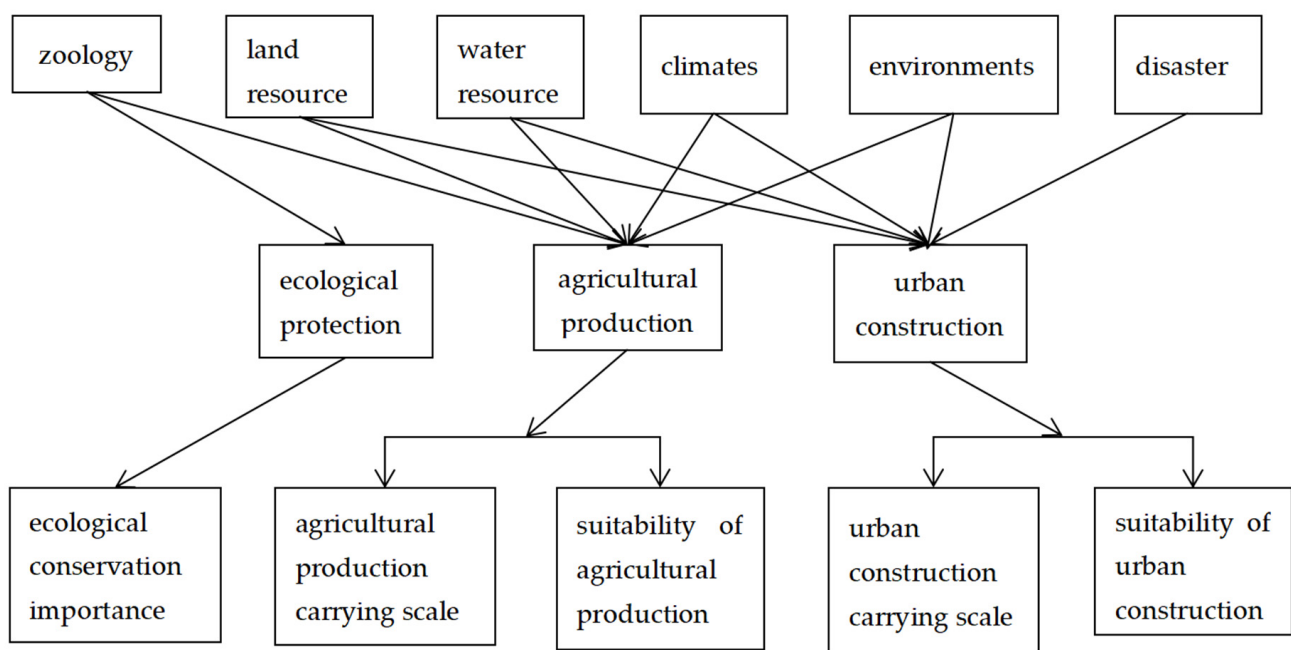 zoology
land
resource
water
resource
climates
environments
disaster
ecological
protection
agricultural
production
urban
construction
ecological
conservation
importance
agricultural
production
carrying scale
suitability of
agricultural
production
urban
construction
carrying scale
suitability of
urban
construction